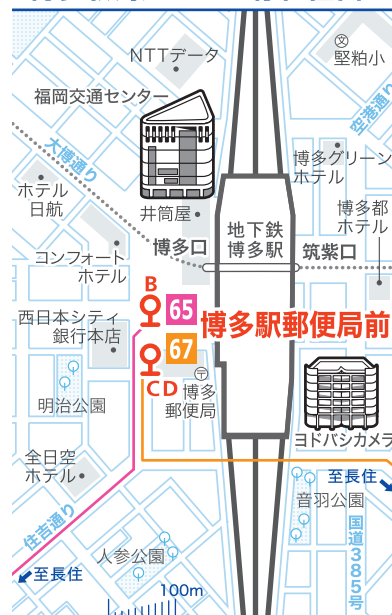 NTTデータ
文
堅粕小
福岡交通センター
空港通り
大博通り
博多グリーン
ホテル
ホテル
日航
井筒屋
博多都
ホテル
地下鉄
博多駅
博多口
筑紫口
コンフォート
ホテル
B
65
博多駅郵便局前
西日本シティ
銀行本店
67
CD
〒
博多
郵便局
明治公園
ヨドバシカメラ
全日空
ホテル
至長住
音羽公園
住吉通り
国道385号
人参公園
至長住
100m